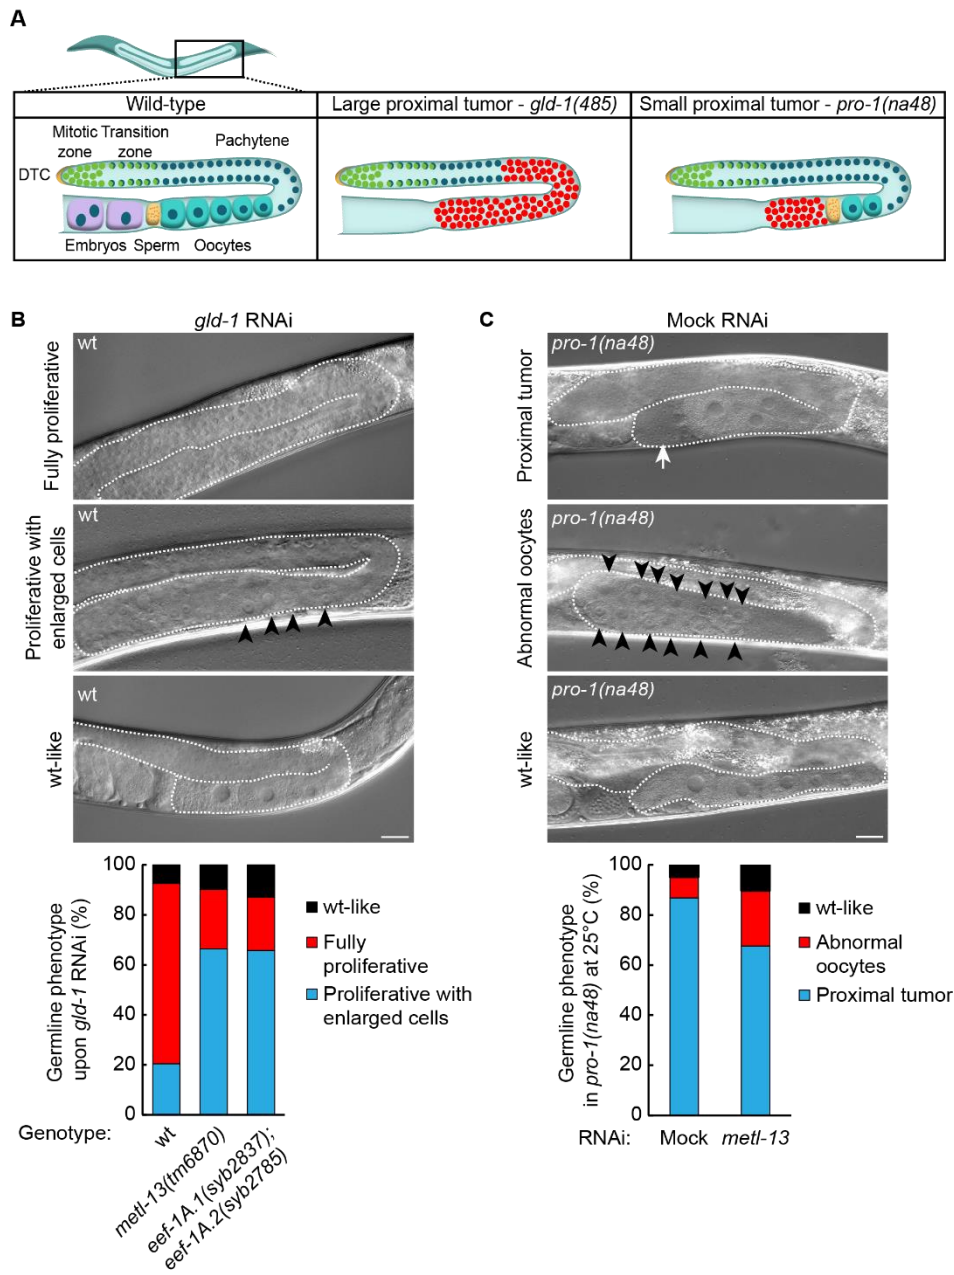 A
Wild-type
Large proximal tumor - gld-1(485)
Small proximal tumor - pro-1(na48)
Mitotic Transition
zone zone
Pachytene
DTC
Embryos Sperm Oocytes
B
gld-1 RNAi
Fully proliferative
wt
Proliferative with
enlarged cells
wt
wt-like
wt
100
80
60
40
20
0
Germline phenotype
upon gld-1 RNAi (%)
wt-like
Fully
proliferative
Proliferative with
enlarged cells
Genotype:
wt
metl-13(tm6870)
eef-1A.1(syb2837);
eef-1A.2(syb2785)
C
Mock RNAi
Proximal tumor
pro-1(na48)
Abnormal oocytes
pro-1(na48)
wt-like
pro-1(na48)
100
80
60
40
20
0
Germline phenotype
in pro-1(na48) at 25°C (%)
wt-like
Abnormal
oocytes
Proximal tumor
RNAi:
Mock
metl-13